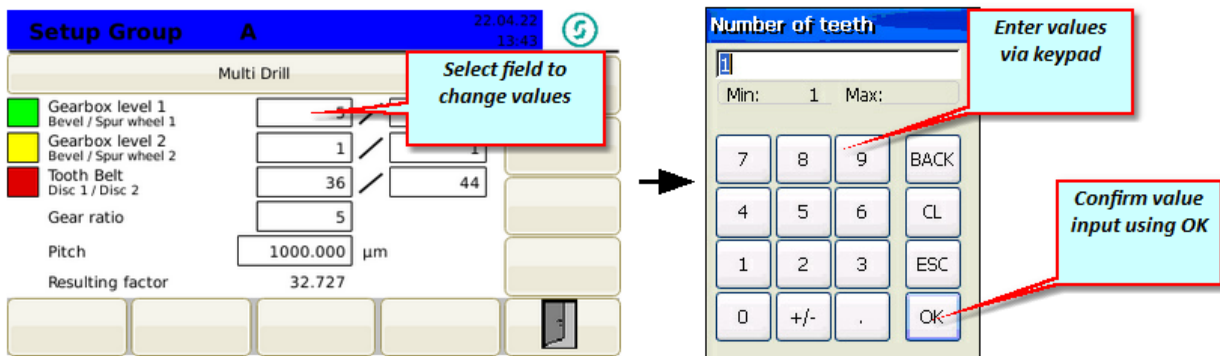 Setup Group A
22.04.22
13:43
Multi Drill
Select field to
change values
Gearbox level 1
Bevel / Spur wheel 1
5 /
Gearbox level 2
Bevel / Spur wheel 2
1 / 1
Tooth Belt
Disc 1 / Disc 2
36 / 44
Gear ratio
5
Pitch
1000.000 µm
Resulting factor
32.727
Number of teeth
1
Min: 1 Max:
7 8 9 BACK
4 5 6 CL
1 2 3 ESC
0 +/- . OK
Enter values
via keypad
Confirm value
input using OK